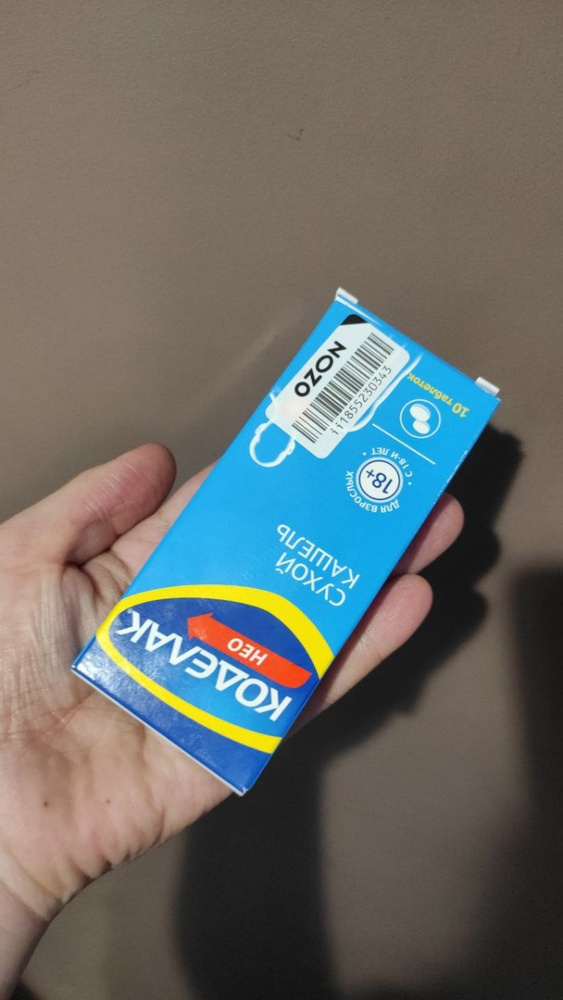 КОДЕЛАК
НЕО
СУХОЙ
КАШЕЛЬ
ДЛЯ ВЗРОСЛЫХ
18+
• С 18-И ЛЕТ •
10 таблеток
OZON
111855230343